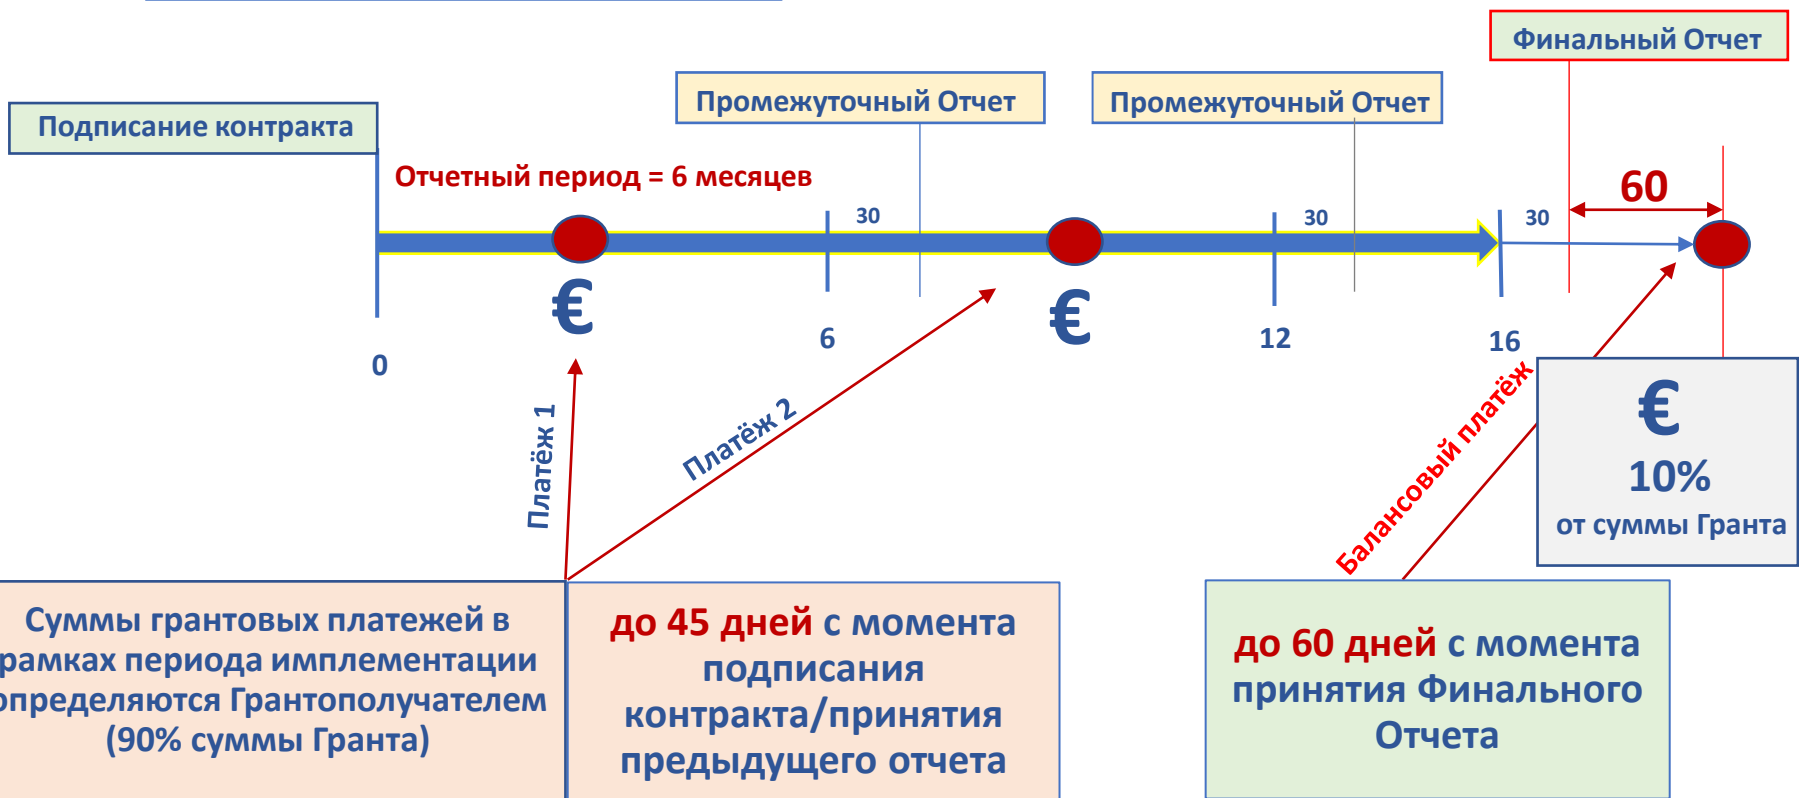 Финальный Отчет
Промежуточный Отчет
Промежуточный Отчет
Подписание контракта
Отчетный период = 6 месяцев
60
30
30
30
€
€
0
6
12
16
Платёж 1
Платёж 2
Балансовый платёж
€
10%
от суммы Гранта
Суммы грантовых платежей в
рамках периода имплементации
определяются Грантополучателем
(90% суммы Гранта)
до 45 дней с момента
подписания
контракта/принятия
предыдущего отчета
до 60 дней с момента
принятия Финального
Отчета